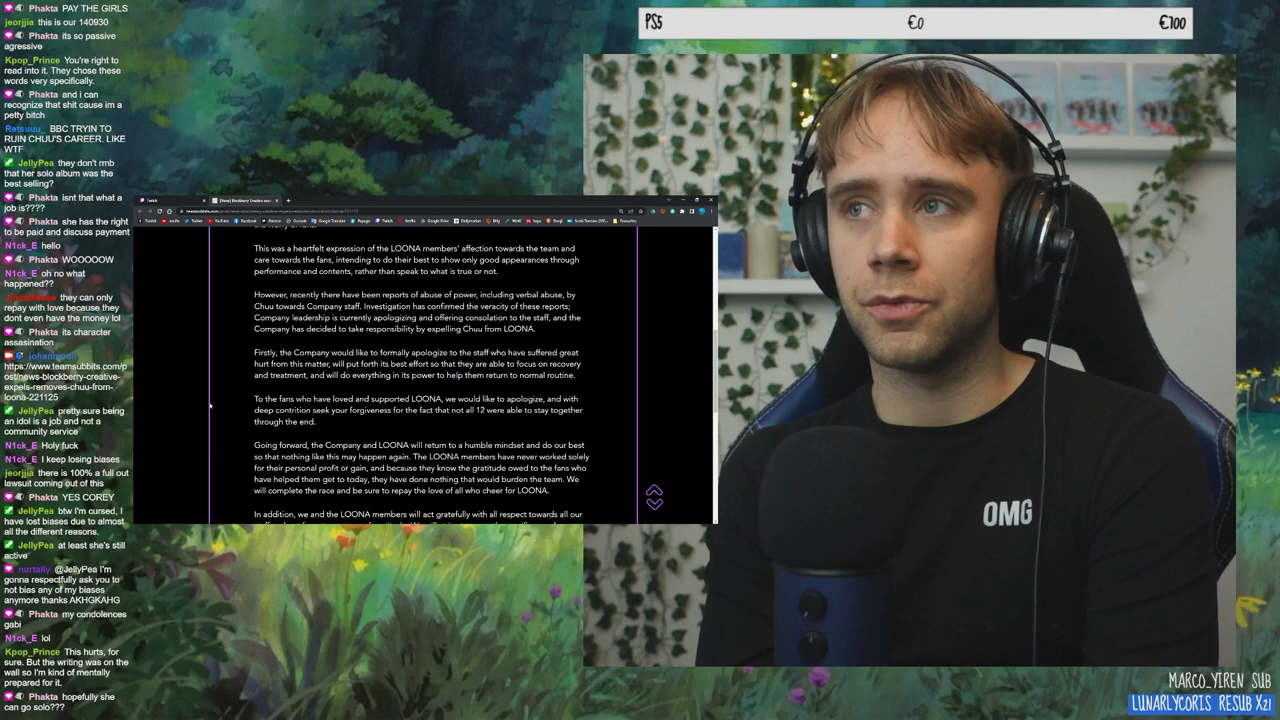 Phakta PAY THE GIRLS
jeorjjia this is our 140930
Phakta its so passive
agressive
Kpop_Prince You're right to
read into it. They chose these
words very specifically.
Phakta and i can
recognize that shit cause im a
petty bitch
Retsuuu_ BBC TRYIN TO
RUIN CHUU'S CAREER. LIKE
WTF
JellyPea they don't rmb
that her solo album was the
best selling?
Phakta isnt that what a
job is????
Phakta she has the right
to be paid and discuss payment
N1ck_E hello
Phakta WOOOOOW
N1ck_E oh no what
happened??
they can only
repay with love because they
dont even have the money lol
Phakta its character
assasination
johanmoon
https://www.teamsubbits.com/p
ost/news-blockberry-creative-
expels-removes-chuu-from-
loona-221125
JellyPea pretty sure being
an idol is a job and not a
community service
N1ck_E Holy fuck
N1ck_E I keep losing biases
jeorjjia there is 100% a full out
lawsuit coming out of this
Phakta YES COREY
JellyPea btw I'm cursed, I
have lost biases due to almost
all the different reasons.
JellyPea at least she's still
active
nurtally @JellyPea I'm
gonna respectfully ask you to
not bias any of my biases
anymore thanks AKHGKAHG
Phakta my condolences
gabi
N1ck_E lol
Kpop_Prince This hurts, for
sure. But the writing was on the
wall so I'm kind of mentally
prepared for it.
Phakta hopefully she
can go solo???
PS5 €0 €100
Twitch
[News] Blockberry Creative
This was a heartfelt expression of the LOONA members' affection towards the team and
care towards the fans, intending to do their best to show only good appearances through
performance and contents, rather than speak to what is true or not.
However, recently there have been reports of abuse of power, including verbal abuse, by
Chuu towards Company staff. Investigation has confirmed the veracity of these reports;
Company leadership is currently apologizing and offering consolation to the staff, and the
Company has decided to take responsibility by expelling Chuu from LOONA.
Firstly, the Company would like to formally apologize to the staff who have suffered great
hurt from this matter, will put forth its best effort so that they are able to focus on recovery
and treatment, and will do everything in its power to help them return to normal routine.
To the fans who have loved and supported LOONA, we would like to apologize, and with
deep contrition seek your forgiveness for the fact that not all 12 were able to stay together
through the end.
Going forward, the Company and LOONA will return to a humble mindset and do our best
so that nothing like this may happen again. The LOONA members have never worked solely
for their personal profit or gain, and because they know the gratitude owed to the fans who
have helped them get to today, they have done nothing that would burden the team. We
will complete the race and be sure to repay the love of all who cheer for LOONA.
In addition, we and the LOONA members will act gratefully with all respect towards all our
OMG
MARCO_YIREN SUB
LUNARLYCORIS RESUB X21